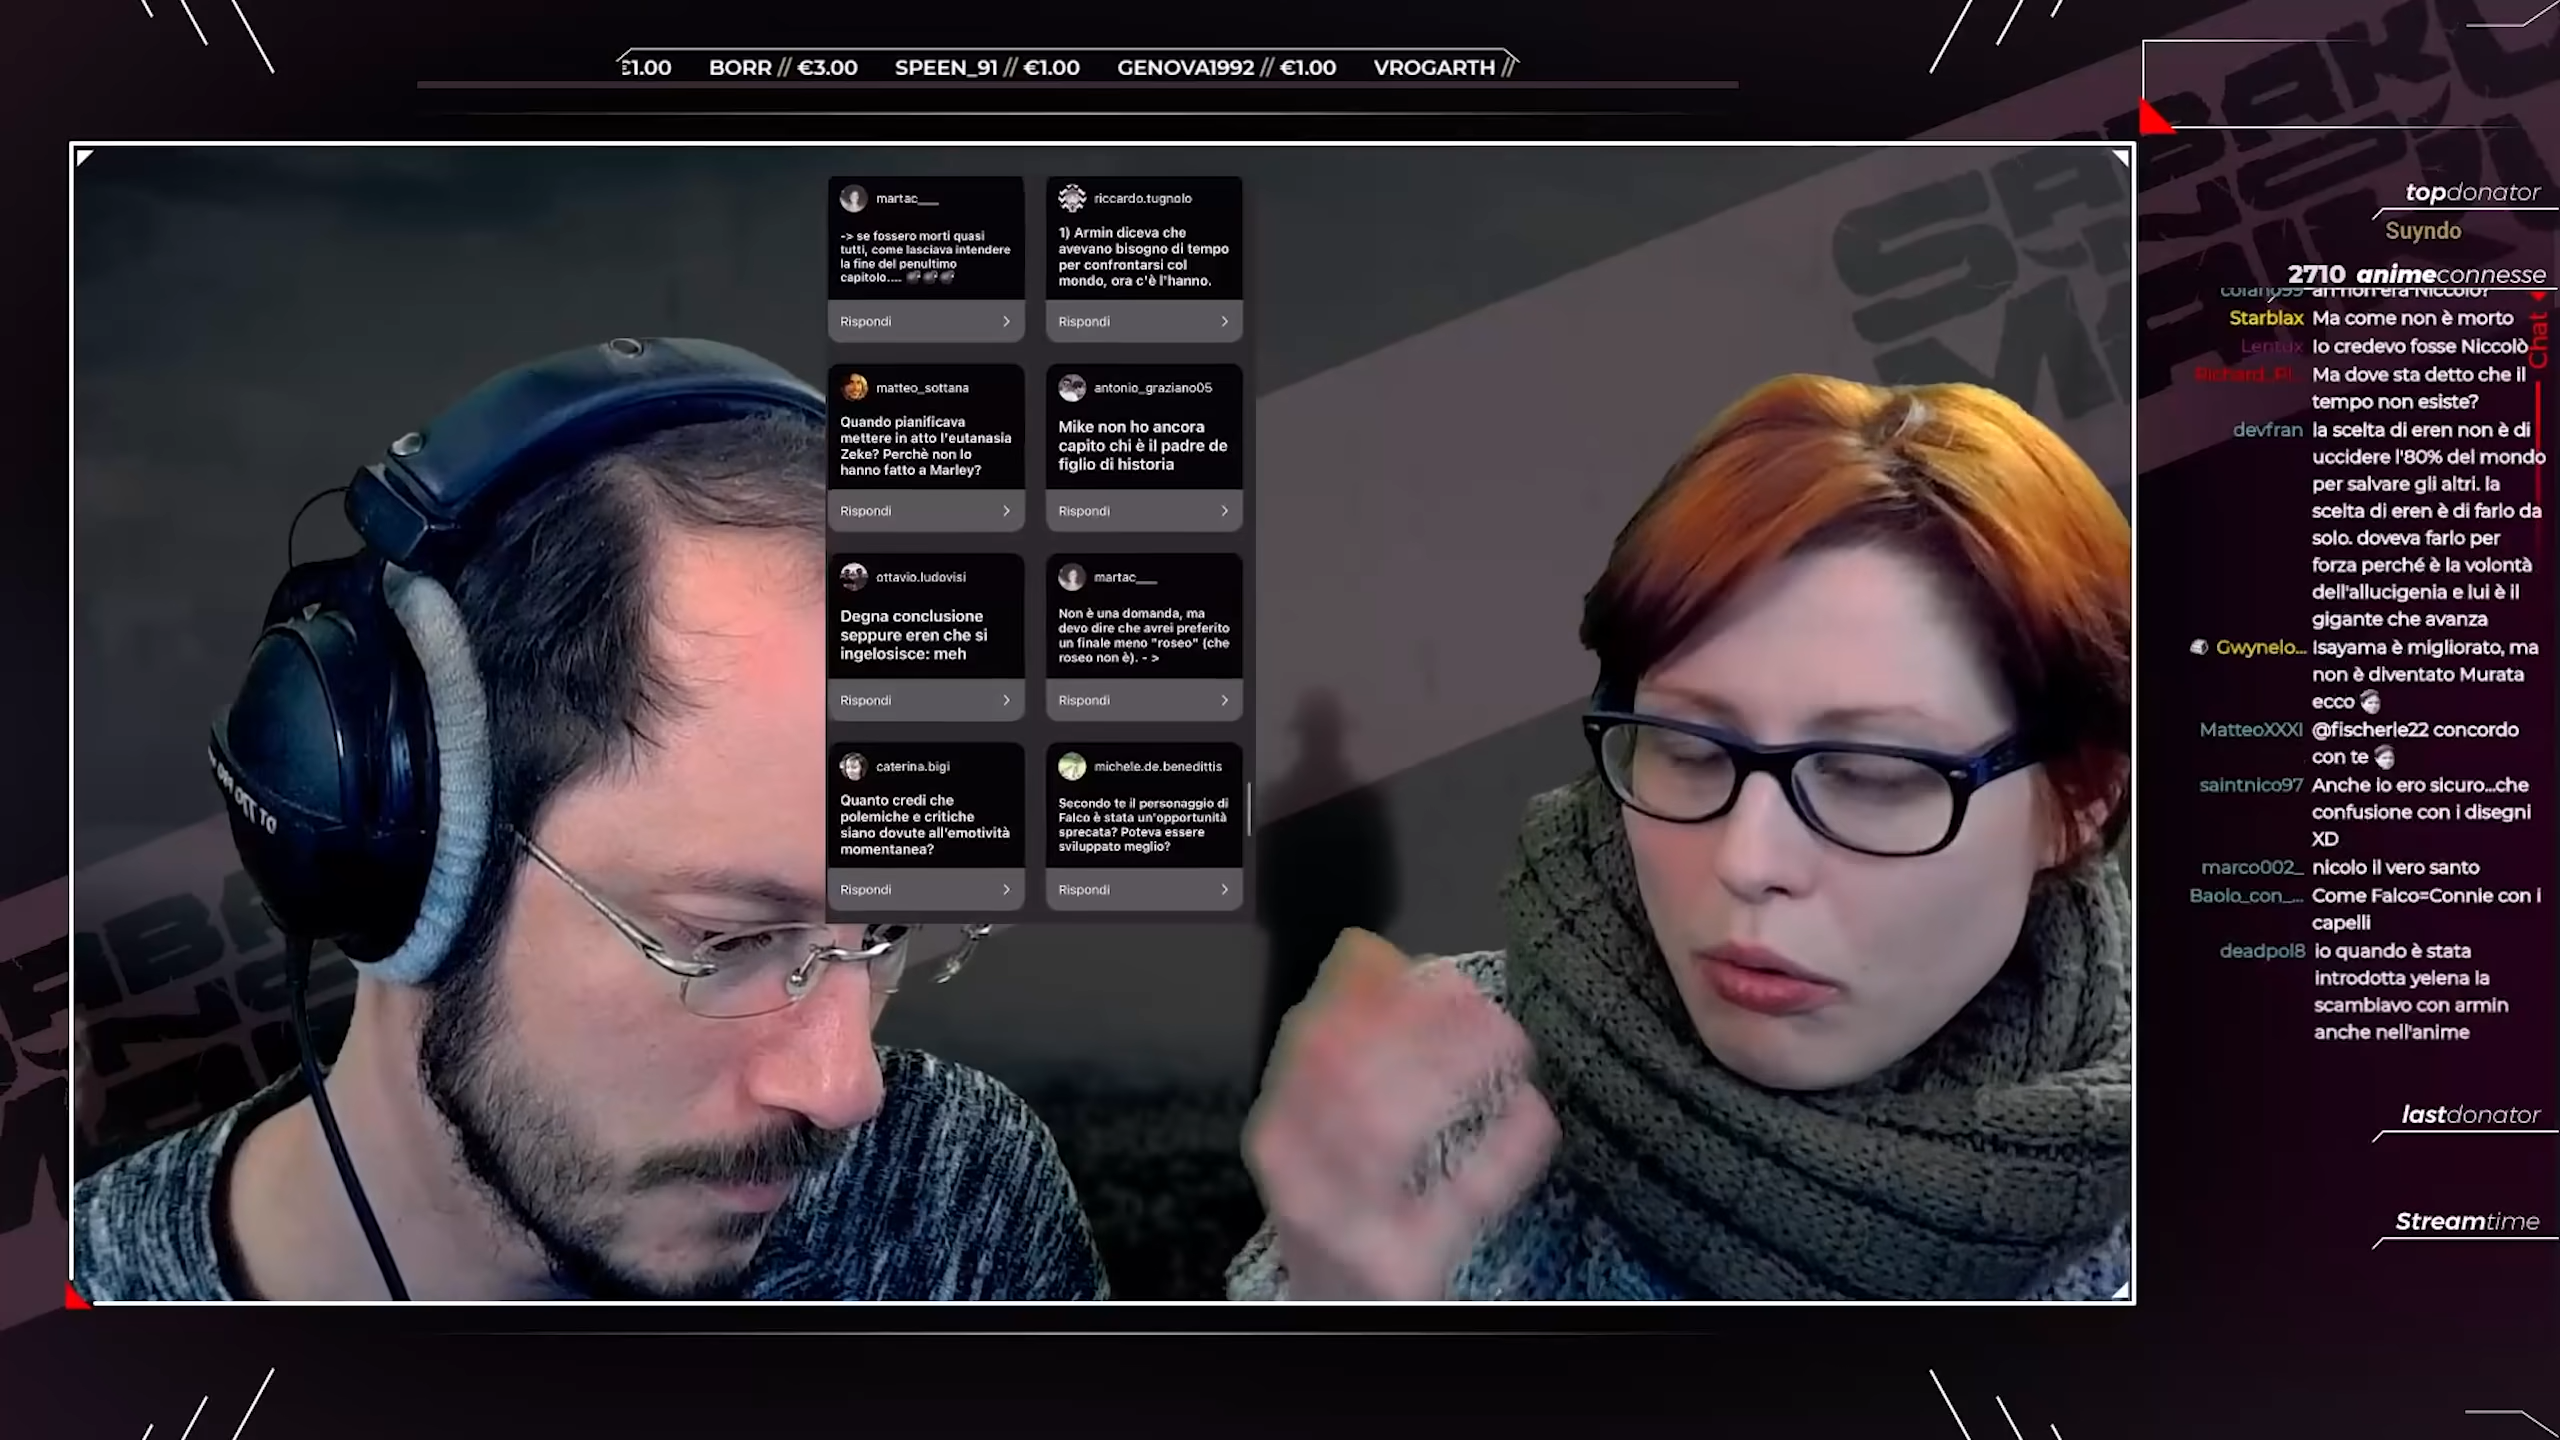 €1.00 BORR // €3.00 SPEEN_91 // €1.00 GENOVA1992 // €1.00 VROGARTH //
martac___
-> se fossero morti quasi
tutti, come lasciava intendere
la fine del penultimo
capitolo....
Rispondi
riccardo.tugnolo
1) Armin diceva che
avevano bisogno di tempo
per confrontarsi col
mondo, ora c'è l'hanno.
Rispondi
matteo_sottana
Quando pianificava
mettere in atto l'eutanasia
Zeke? Perchè non lo
hanno fatto a Marley?
Rispondi
antonio_graziano05
Mike non ho ancora
capito chi è il padre de
figlio di historia
Rispondi
ottavio.ludovisi
Degna conclusione
seppure eren che si
ingelosisce: meh
Rispondi
martac___
Non è una domanda, ma
devo dire che avrei preferito
un finale meno "roseo" (che
roseo non è). - >
Rispondi
caterina.bigi
Quanto credi che
polemiche e critiche
siano dovute all'emotività
momentanea?
Rispondi
michele.de.benedittis
Secondo te il personaggio di
Falco è stata un'opportunità
sprecata? Poteva essere
sviluppato meglio?
Rispondi
topdonator
Suyndo
2710 animeconnesse
ah non era Niccolò?
Starblax Ma come non è morto
Lentux Io credevo fosse Niccolò
Richard_Ri... Ma dove sta detto che il
tempo non esiste?
devfran la scelta di eren non è di
uccidere l'80% del mondo
per salvare gli altri. la
scelta di eren è di farlo da
solo. doveva farlo per
forza perché è la volontà
dell'allucigenia e lui è il
gigante che avanza
Gwynelo... Isayama è migliorato, ma
non è diventato Murata
ecco
MatteoXXXI @fischerle22 concordo
con te
saintnico97 Anche io ero sicuro...che
confusione con i disegni
XD
marco002_ nicolo il vero santo
Baolo_con_... Come Falco=Connie con i
capelli
deadpol8 io quando è stata
introdotta yelena la
scambiavo con armin
anche nell'anime
Chat
lastdonator
Streamtime